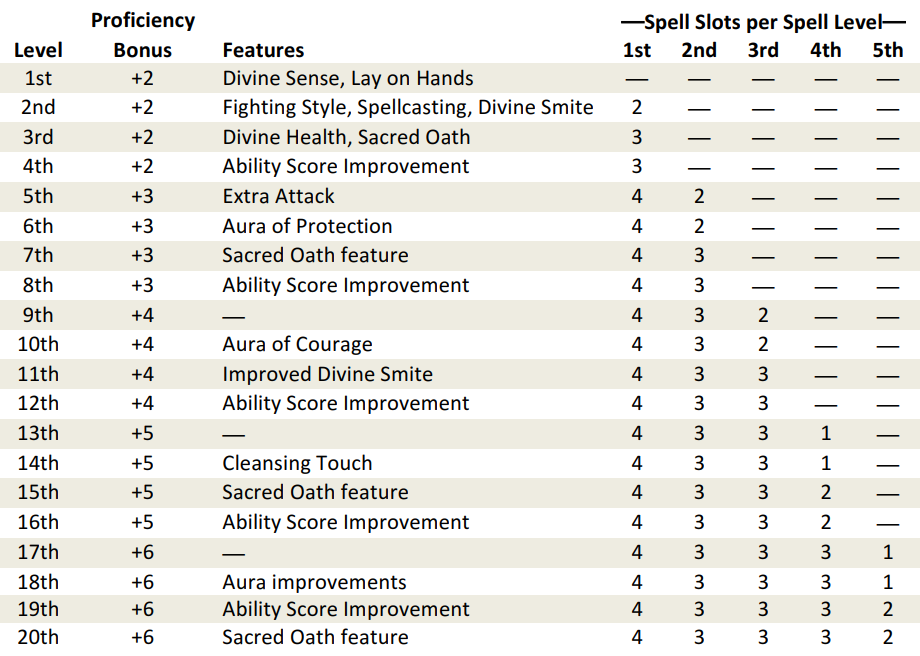 Proficiency —Spell Slots per Spell Level—
Level Bonus Features 1st 2nd 3rd 4th 5th
1st +2 Divine Sense, Lay on Hands — — — — —
2nd +2 Fighting Style, Spellcasting, Divine Smite 2 — — — —
3rd +2 Divine Health, Sacred Oath 3 — — — —
4th +2 Ability Score Improvement 3 — — — —
5th +3 Extra Attack 4 2 — — —
6th +3 Aura of Protection 4 2 — — —
7th +3 Sacred Oath feature 4 3 — — —
8th +3 Ability Score Improvement 4 3 — — —
9th +4 — 4 3 2 — —
10th +4 Aura of Courage 4 3 2 — —
11th +4 Improved Divine Smite 4 3 3 — —
12th +4 Ability Score Improvement 4 3 3 — —
13th +5 — 4 3 3 1 —
14th +5 Cleansing Touch 4 3 3 1 —
15th +5 Sacred Oath feature 4 3 3 2 —
16th +5 Ability Score Improvement 4 3 3 2 —
17th +6 — 4 3 3 3 1
18th +6 Aura improvements 4 3 3 3 1
19th +6 Ability Score Improvement 4 3 3 3 2
20th +6 Sacred Oath feature 4 3 3 3 2